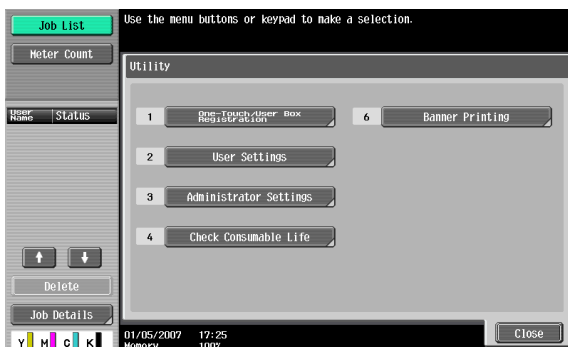 Job List
Use the menu buttons or keypad to make a selection.
Meter Count
Utility
User Name
Status
1 One-Touch/User Box Registration
6 Banner Printing
2 User Settings
3 Administrator Settings
4 Check Consumable Life
Delete
Job Details
Y M C K
01/05/2007 17:25
Memory 100%
Close